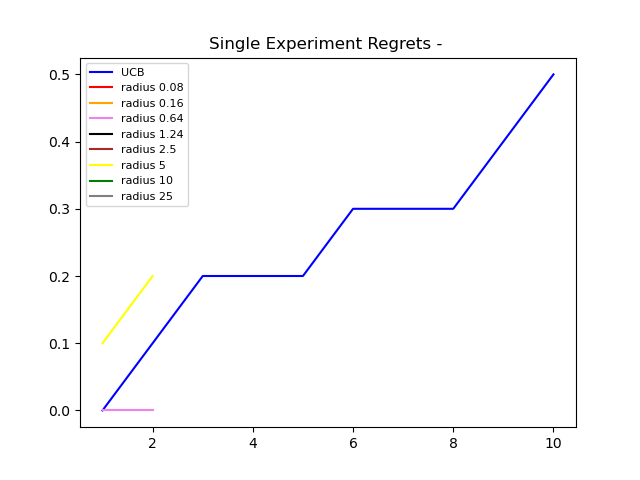 Single Experiment Regrets -
UCB
radius 0.08
radius 0.16
radius 0.64
radius 1.24
radius 2.5
radius 5
radius 10
radius 25
0.5
0.4
0.3
0.2
0.1
0.0
2 4 6 8 10